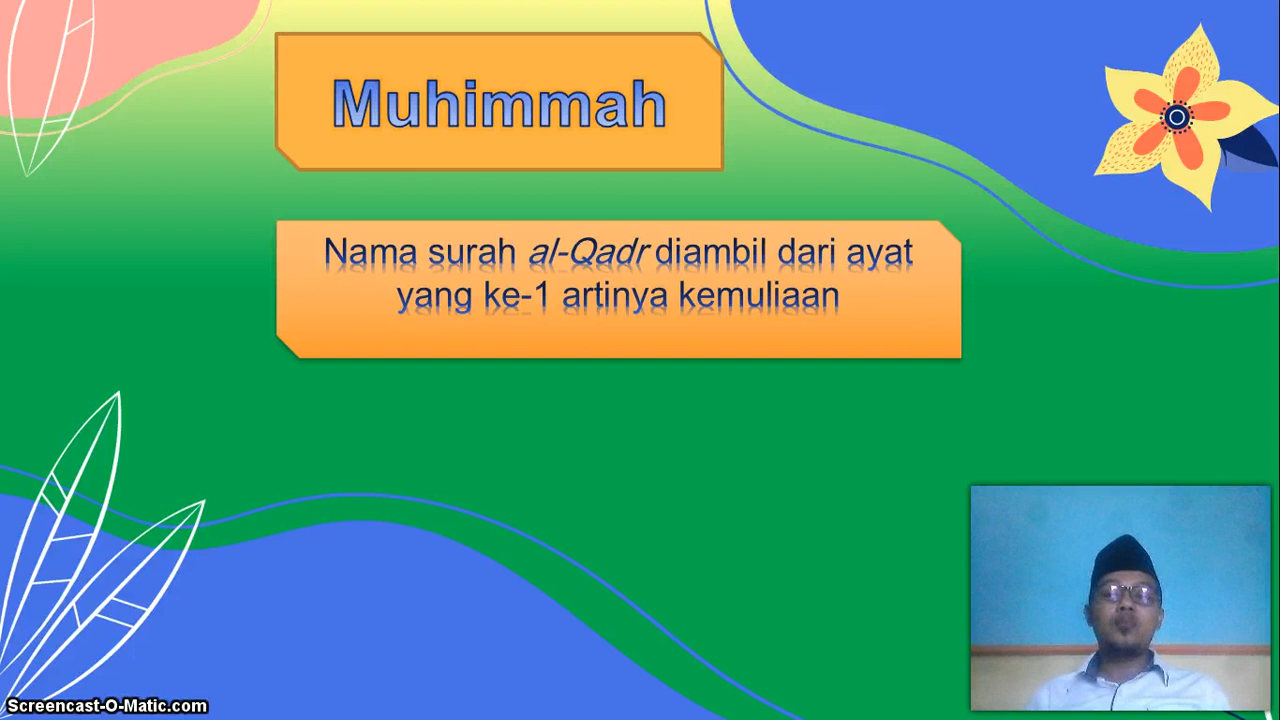 Muhimmah
Nama surah al-Qadr diambil dari ayat
yang ke-1 artinya kemuliaan
Screencast-O-Matic.com